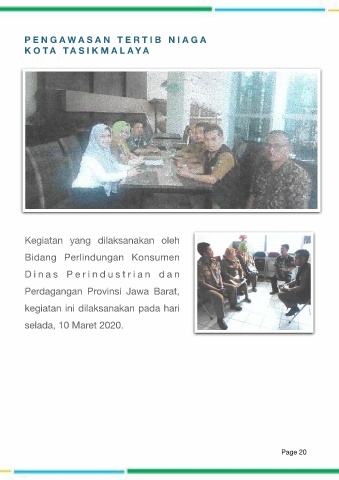 PENGAWASAN TERTIB NIAGA
KOTA TASIKMALAYA
Kegiatan yang dilaksanakan oleh
Bidang Perlindungan Konsumen
Dinas Perindustrian dan
Perdagangan Provinsi Jawa Barat,
kegiatan ini dilaksanakan pada hari
selada, 10 Maret 2020.
Page 20